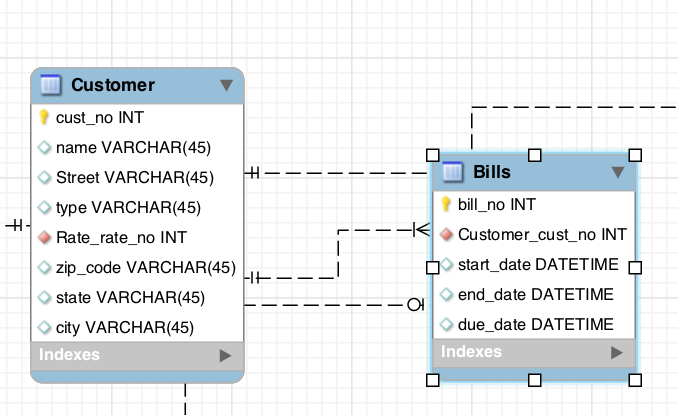 Customer
cust_no INT
name VARCHAR(45)
Street VARCHAR(45)
type VARCHAR(45)
Rate_rate_no INT
zip_code VARCHAR(45)
state VARCHAR(45)
city VARCHAR(45)
Indexes
Bills
bill_no INT
Customer_cust_no INT
start_date DATETIME
end_date DATETIME
due_date DATETIME
Indexes